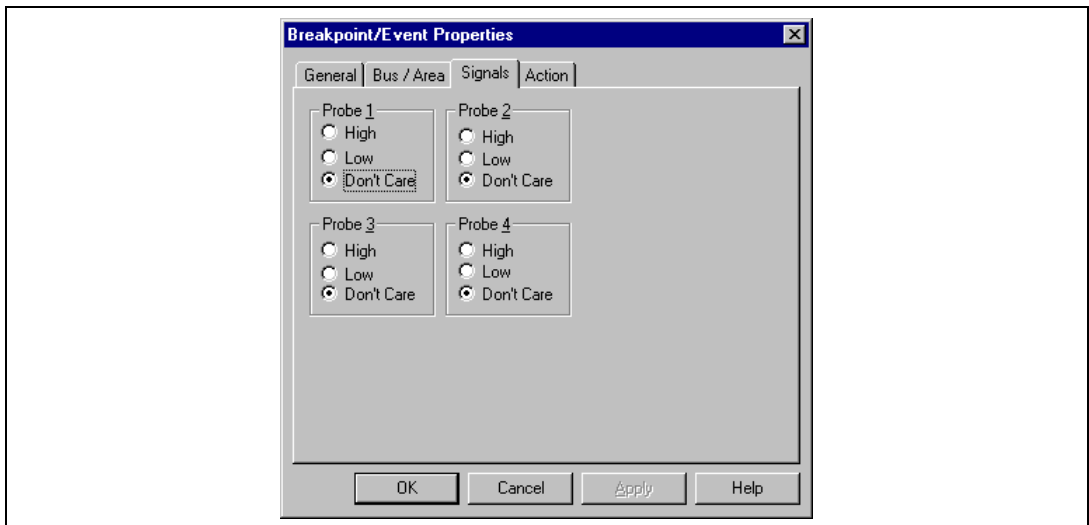 Breakpoint/Event Properties
General Bus / Area Signals Action
Probe 1 Probe 2
High High
Low Low
Don't Care Don't Care
Probe 3 Probe 4
High High
Low Low
Don't Care Don't Care
OK Cancel Apply Help